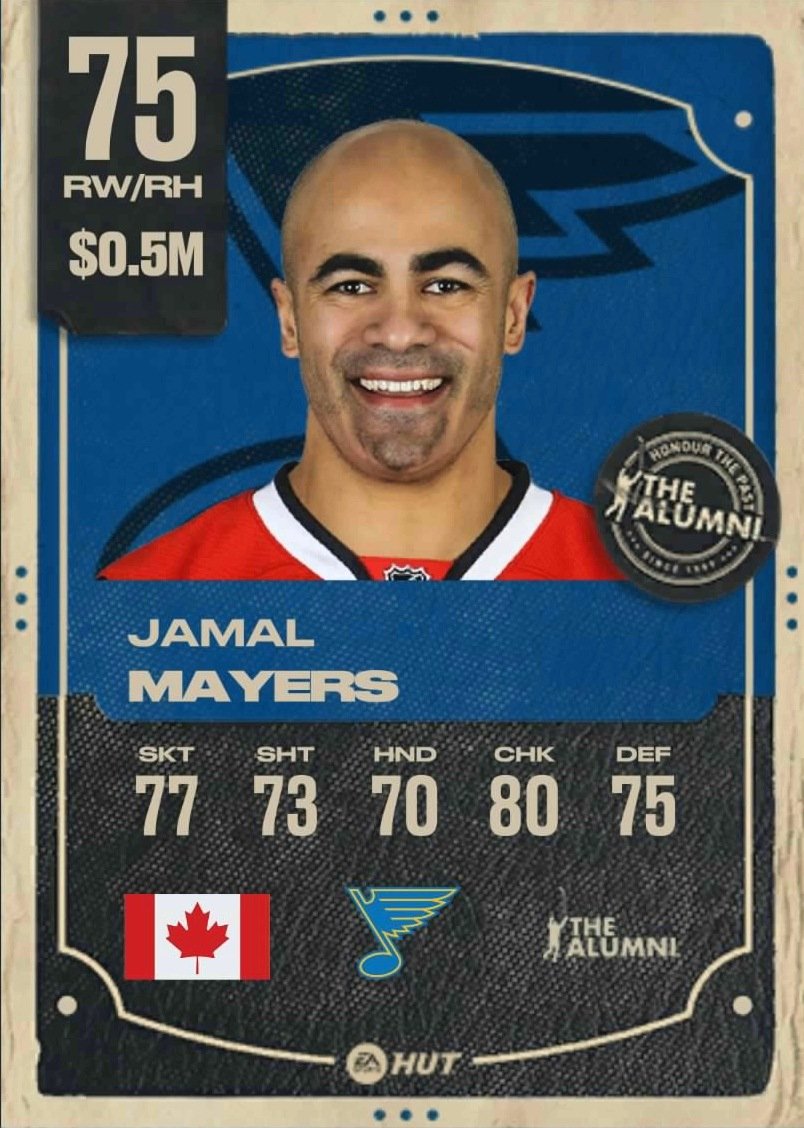 75
RW/RH
$0.5M
HONOUR THE PAST
THE
ALUMNI
JAMAL
MAYERS
SKT SHT HND CHK DEF
77 73 70 80 75
THE
ALUMNI
EA
HUT